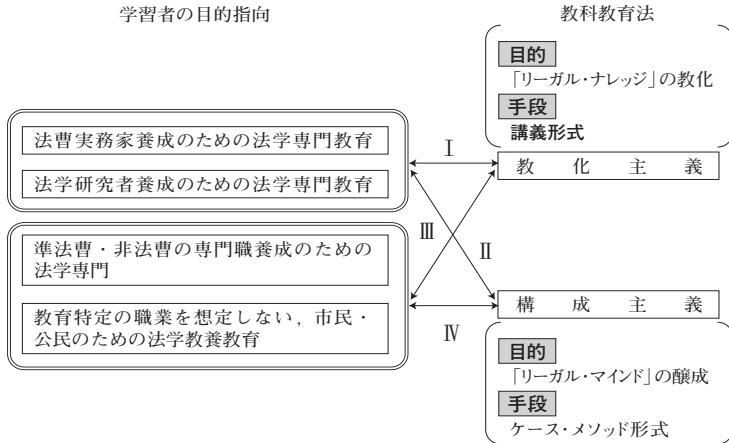 学習者の目的指向
教科教育法
目的
「リーガル・ナレッジ」の教化
手段
講義形式
法曹実務家養成のための法学専門教育
法学研究者養成のための法学専門教育
Ⅰ
教化主義
Ⅲ
Ⅱ
準法曹・非法曹の専門職養成のための
法学専門
教育特定の職業を想定しない，市民・
公民のための法学教養教育
Ⅳ
構成主義
目的
「リーガル・マインド」の醸成
手段
ケース・メソッド形式